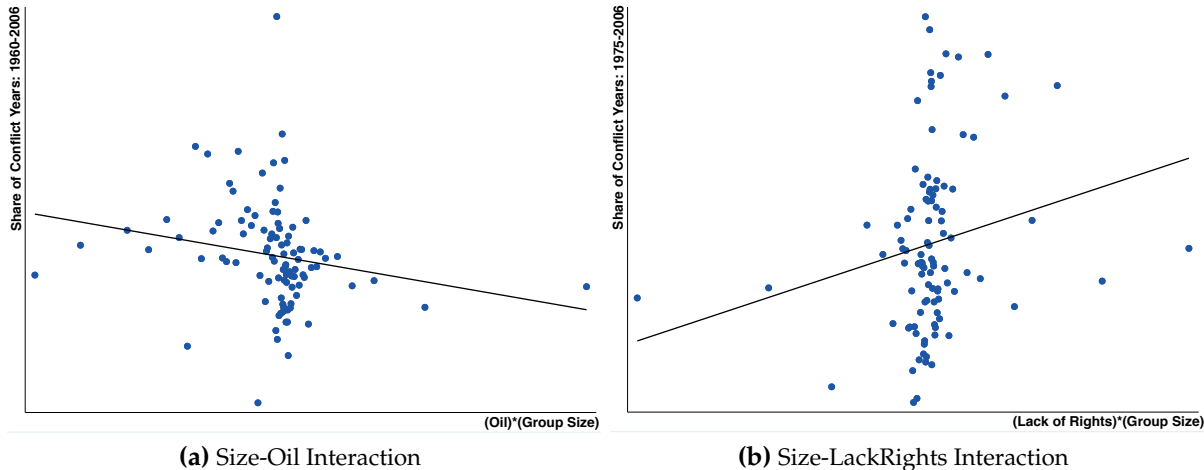 Share of Conflict Years: 1960-2006
(Oil)*(Group Size)
(a) Size-Oil Interaction
Share of Conflict Years: 1975-2006
(Lack of Rights)*(Group Size)
(b) Size-LackRights Interaction